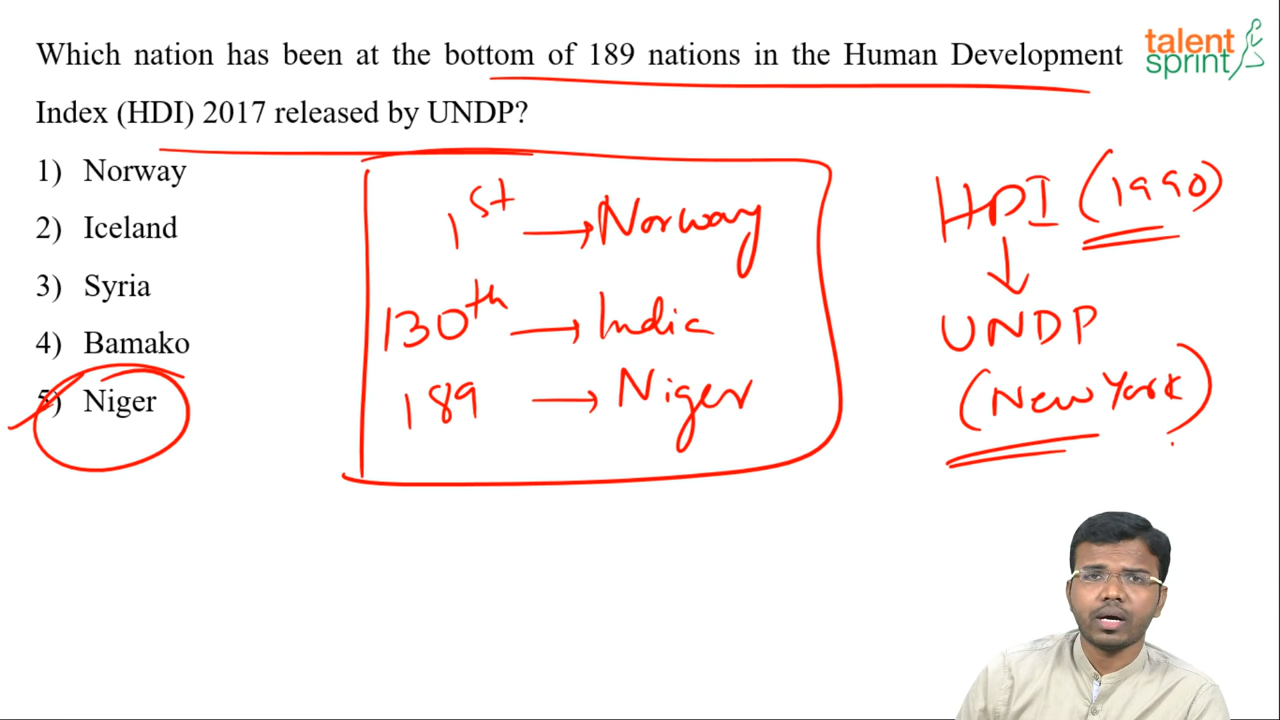 Which nation has been at the bottom of 189 nations in the Human Development
Index (HDI) 2017 released by UNDP?
talent
sprint
1) Norway
2) Iceland
3) Syria
4) Bamako
5) Niger
1st → Norway
130th → India
189 → Niger
HDI (1990)
↓
UNDP
(New York)